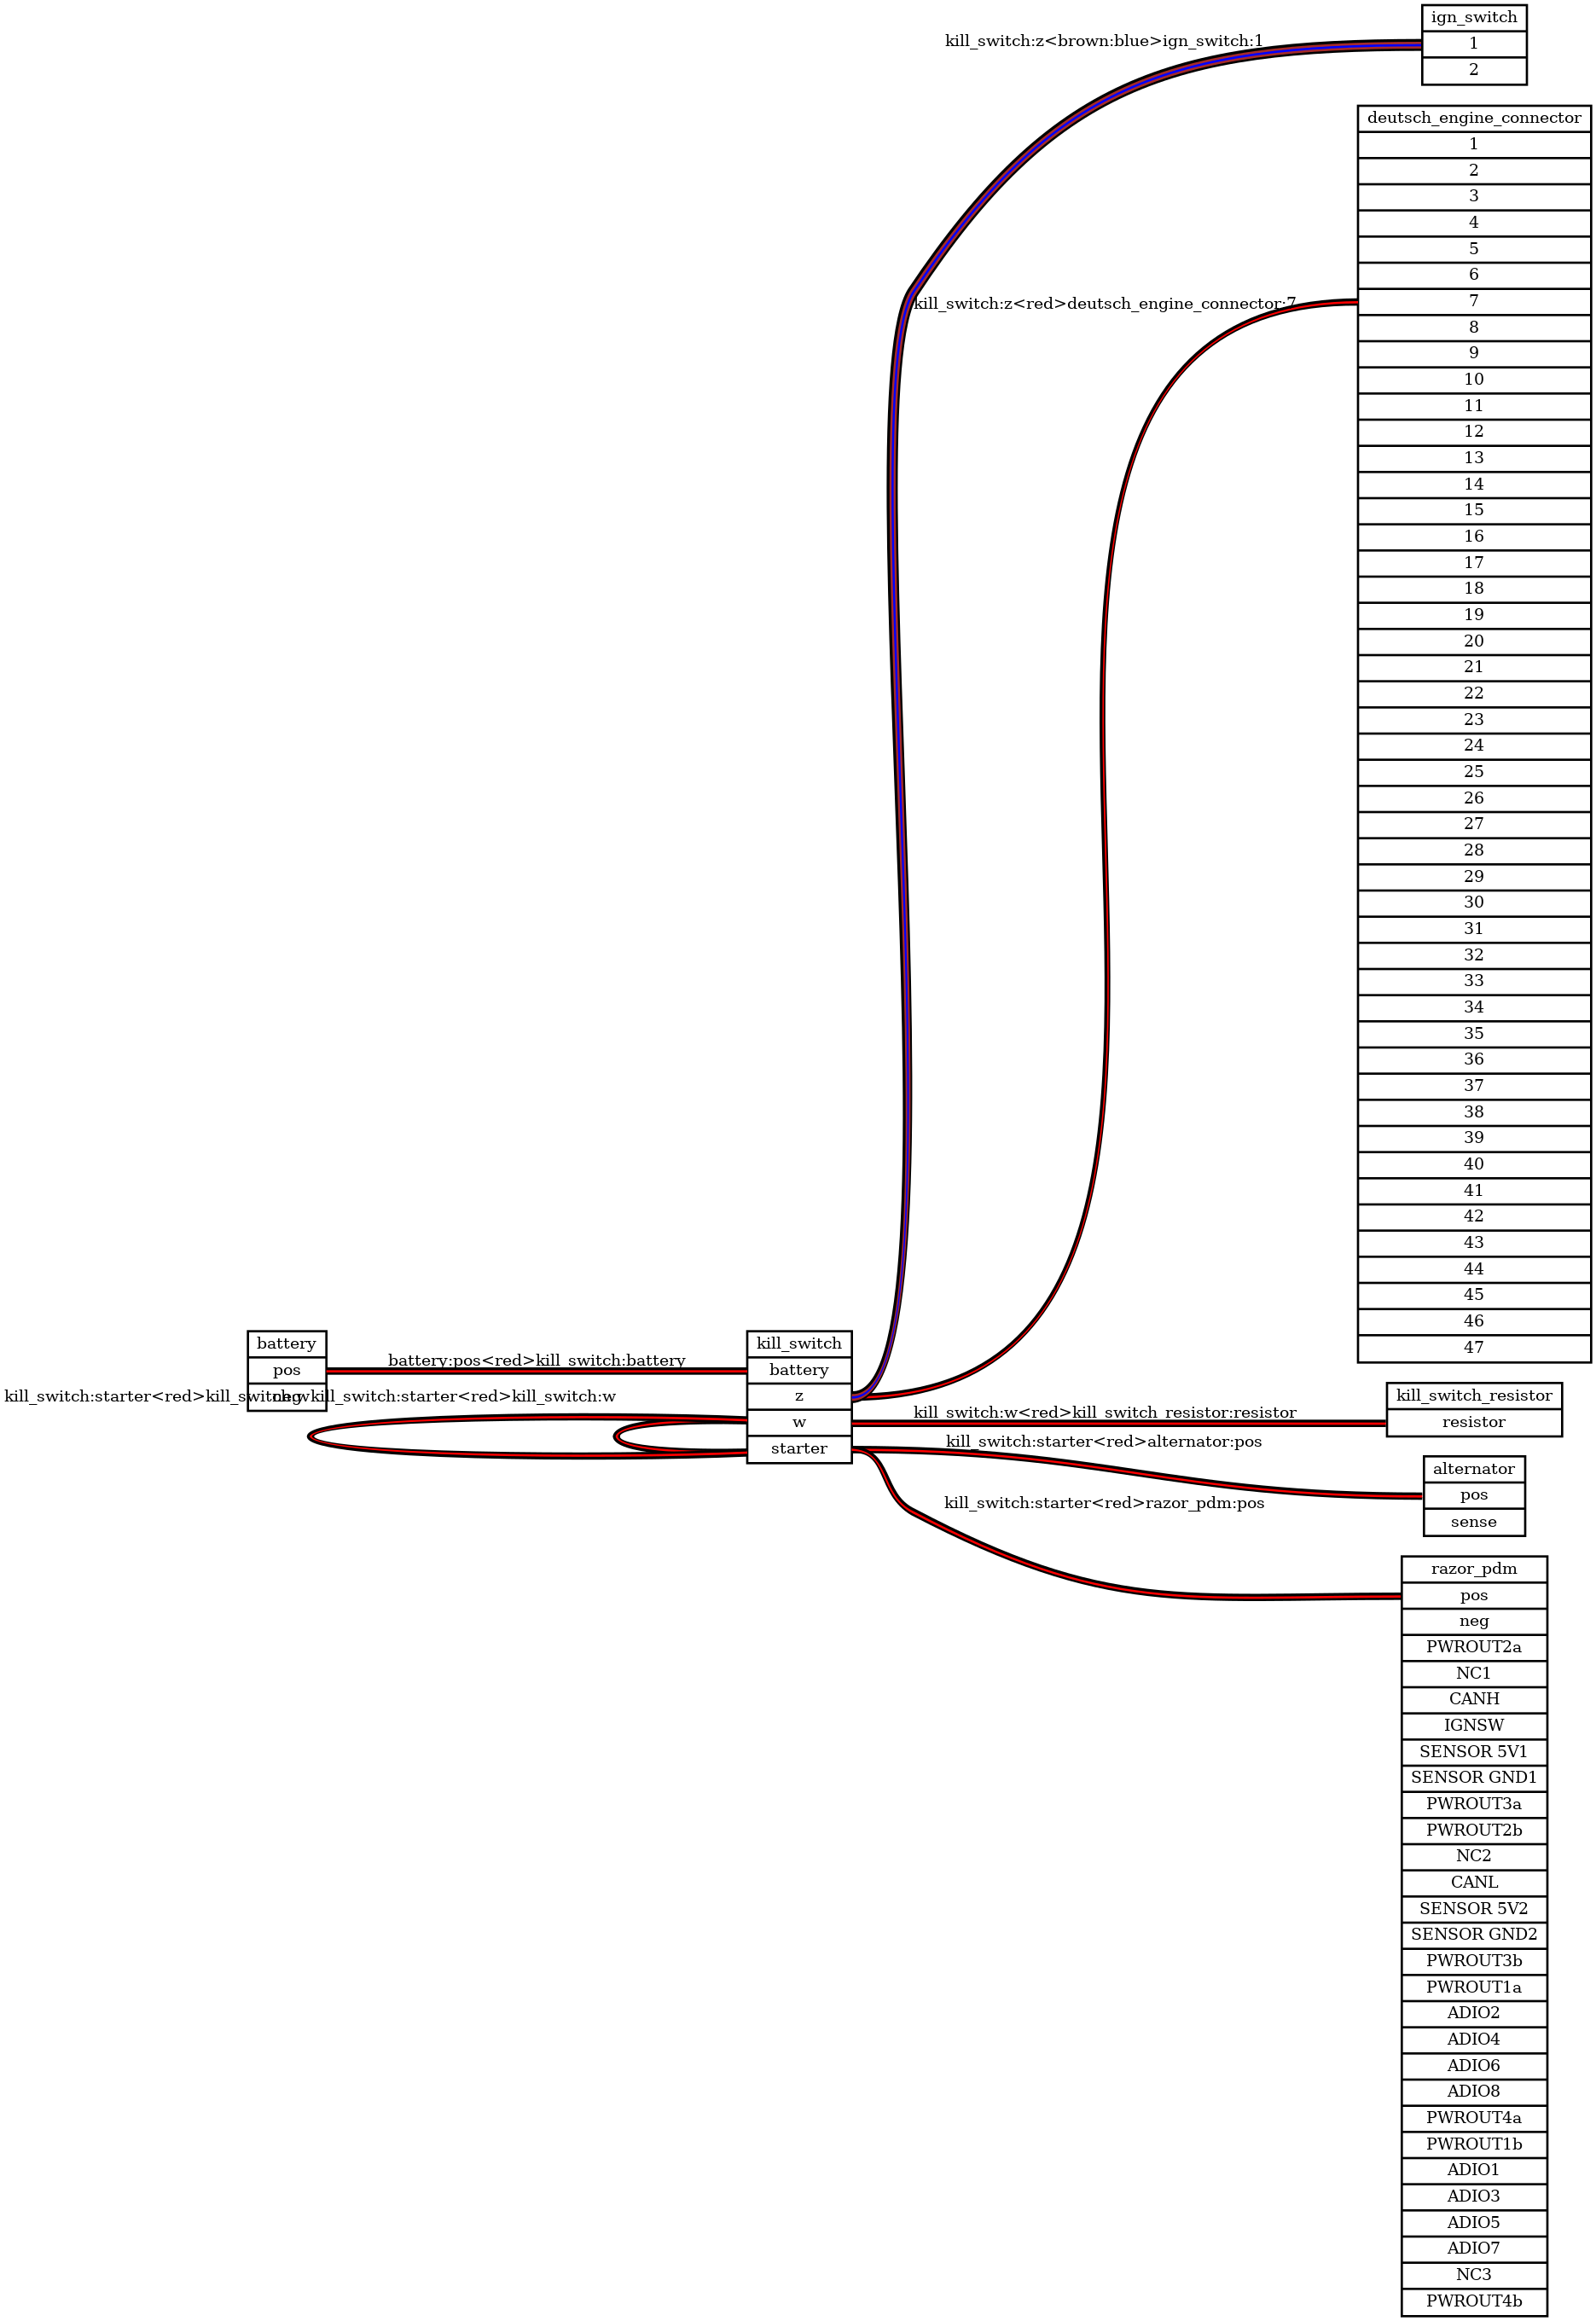 ign_switch
1
2
kill_switch:z<brown:blue>ign_switch:1
deutsch_engine_connector
1
2
3
4
5
6
7
8
9
10
11
12
13
14
15
16
17
18
19
20
21
22
23
24
25
26
27
28
29
30
31
32
33
34
35
36
37
38
39
40
41
42
43
44
45
46
47
kill_switch:z<red>deutsch_engine_connector:7
battery
pos
neg
battery:pos<red>kill_switch:battery
kill_switch:starter<red>kill_switch:w
kill_switch:starter<red>kill_switch:w
kill_switch
battery
z
w
starter
kill_switch:w<red>kill_switch_resistor:resistor
kill_switch_resistor
resistor
kill_switch:starter<red>alternator:pos
alternator
pos
sense
kill_switch:starter<red>razor_pdm:pos
razor_pdm
pos
neg
PWROUT2a
NC1
CANH
IGNSW
SENSOR 5V1
SENSOR GND1
PWROUT3a
PWROUT2b
NC2
CANL
SENSOR 5V2
SENSOR GND2
PWROUT3b
PWROUT1a
ADIO2
ADIO4
ADIO6
ADIO8
PWROUT4a
PWROUT1b
ADIO1
ADIO3
ADIO5
ADIO7
NC3
PWROUT4b